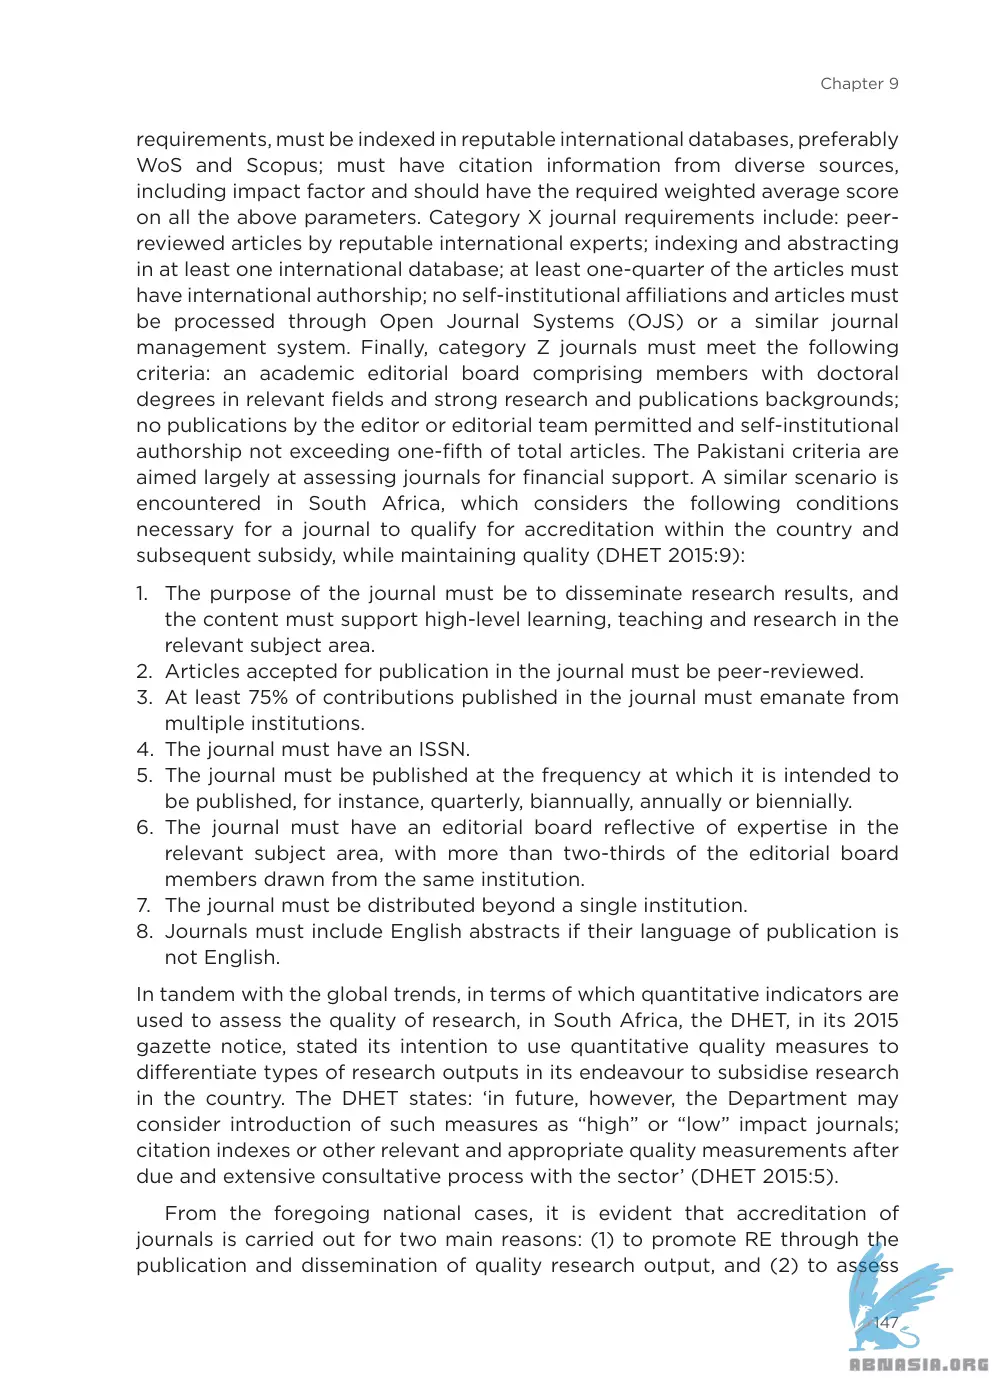 Chapter 9
requirements, must be indexed in reputable international databases, preferably
WoS and Scopus; must have citation information from diverse sources,
including impact factor and should have the required weighted average score
on all the above parameters. Category X journal requirements include: peer-
reviewed articles by reputable international experts; indexing and abstracting
in at least one international database; at least one-quarter of the articles must
have international authorship; no self-institutional affiliations and articles must
be processed through Open Journal Systems (OJS) or a similar journal
management system. Finally, category Z journals must meet the following
criteria: an academic editorial board comprising members with doctoral
degrees in relevant fields and strong research and publications backgrounds;
no publications by the editor or editorial team permitted and self-institutional
authorship not exceeding one-fifth of total articles. The Pakistani criteria are
aimed largely at assessing journals for financial support. A similar scenario is
encountered in South Africa, which considers the following conditions
necessary for a journal to qualify for accreditation within the country and
subsequent subsidy, while maintaining quality (DHET 2015:9):
1. The purpose of the journal must be to disseminate research results, and
the content must support high-level learning, teaching and research in the
relevant subject area.
2. Articles accepted for publication in the journal must be peer-reviewed.
3. At least 75% of contributions published in the journal must emanate from
multiple institutions.
4. The journal must have an ISSN.
5. The journal must be published at the frequency at which it is intended to
be published, for instance, quarterly, biannually, annually or biennially.
6. The journal must have an editorial board reflective of expertise in the
relevant subject area, with more than two-thirds of the editorial board
members drawn from the same institution.
7. The journal must be distributed beyond a single institution.
8. Journals must include English abstracts if their language of publication is
not English.
In tandem with the global trends, in terms of which quantitative indicators are
used to assess the quality of research, in South Africa, the DHET, in its 2015
gazette notice, stated its intention to use quantitative quality measures to
differentiate types of research outputs in its endeavour to subsidise research
in the country. The DHET states: ‘in future, however, the Department may
consider introduction of such measures as “high” or “low” impact journals;
citation indexes or other relevant and appropriate quality measurements after
due and extensive consultative process with the sector’ (DHET 2015:5).
From the foregoing national cases, it is evident that accreditation of
journals is carried out for two main reasons: (1) to promote RE through the
publication and dissemination of quality research output, and (2) to assess
147
ABNASIA.ORG